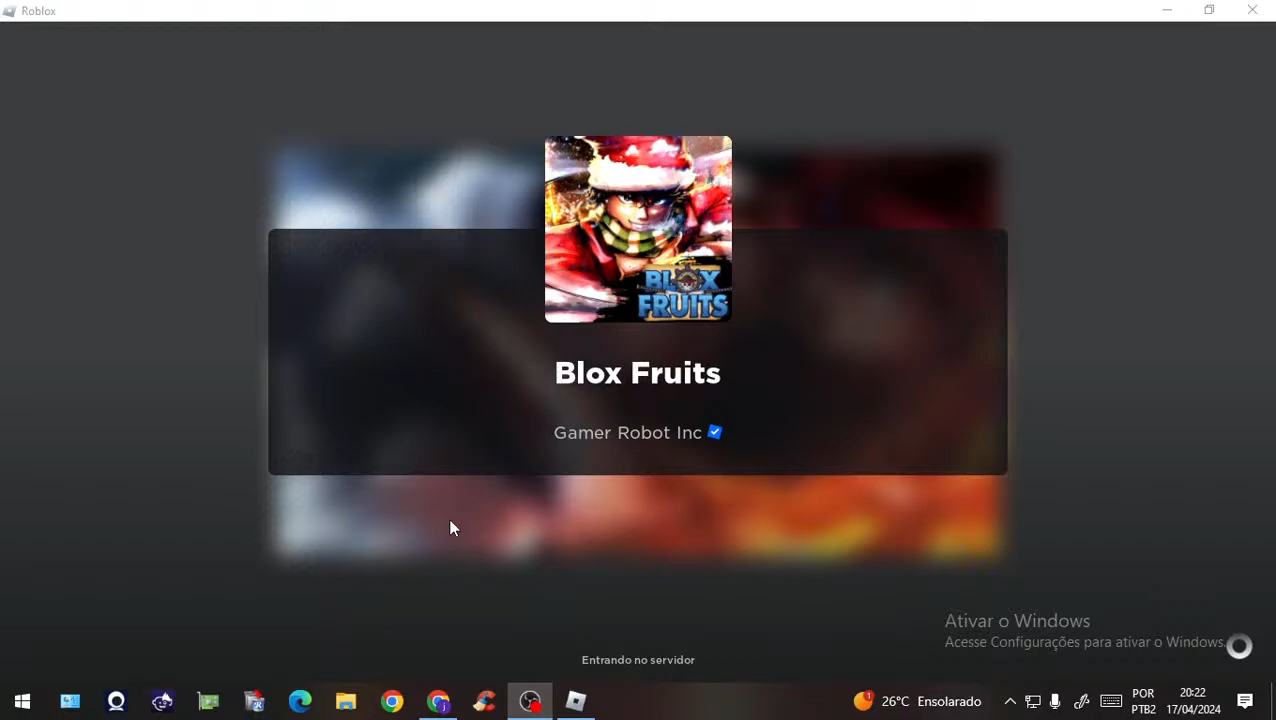 Roblox
BLOX
FRUITS
Blox Fruits
Gamer Robot Inc
Ativar o Windows
Acesse Configurações para ativar o Windows.
Entrando no servidor
26°C Ensolarado
POR
PTB2
20:22
17/04/2024
1